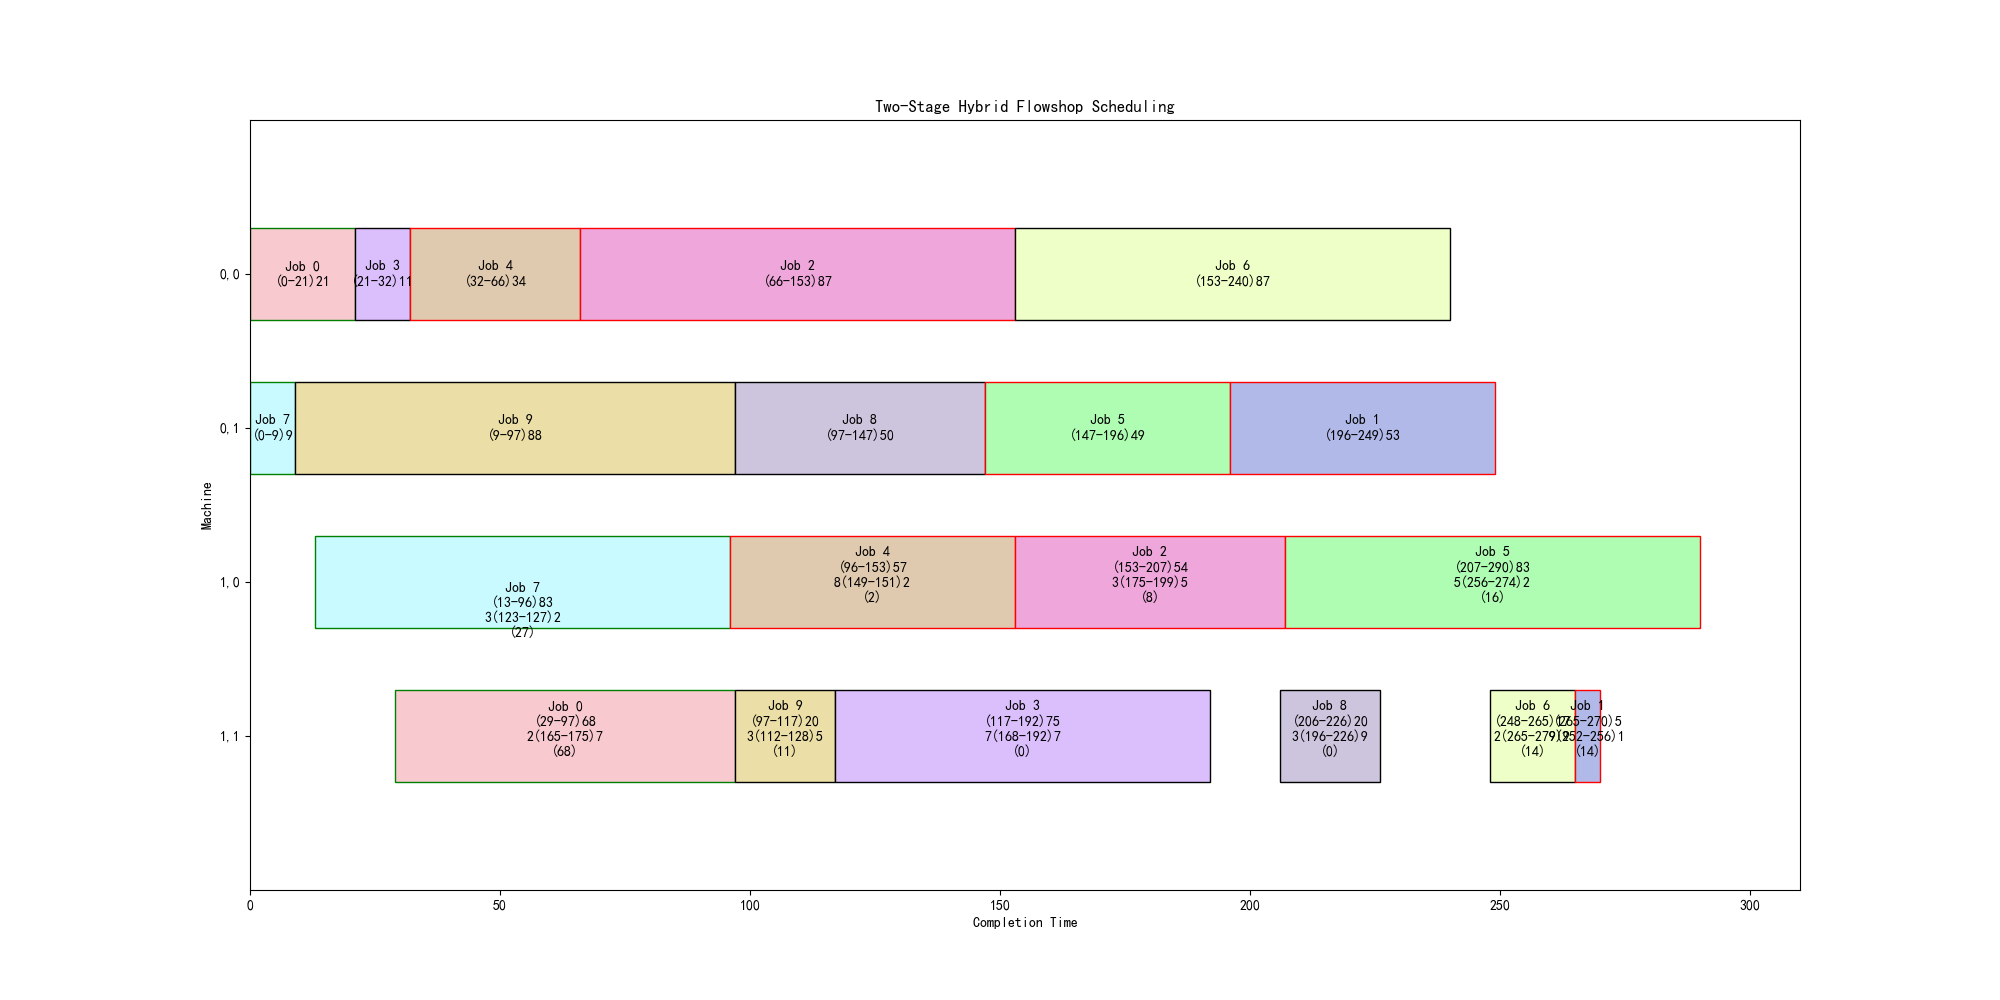 Two-Stage Hybrid Flowshop Scheduling
Machine
0,0
Job 0
(0-21)21
Job 3
(21-32)11
Job 4
(32-66)34
Job 2
(66-153)87
Job 6
(153-240)87
0,1
Job 7
(0-9)9
Job 9
(9-97)88
Job 8
(97-147)50
Job 5
(147-196)49
Job 1
(196-249)53
1,0
Job 7
(13-96)83
3(123-127)2
(27)
Job 4
(96-153)57
8(149-151)2
(2)
Job 2
(153-207)54
3(175-199)5
(8)
Job 5
(207-290)83
5(256-274)2
(16)
1,1
Job 0
(29-97)68
2(165-175)7
(68)
Job 9
(97-117)20
3(112-128)5
(11)
Job 3
(117-192)75
7(168-192)7
(0)
Job 8
(206-226)20
3(196-226)9
(0)
Job 6
(248-265)17
(14)
Job 1
(265-270)5
(14)
0
50
100
150
200
250
300
Completion Time